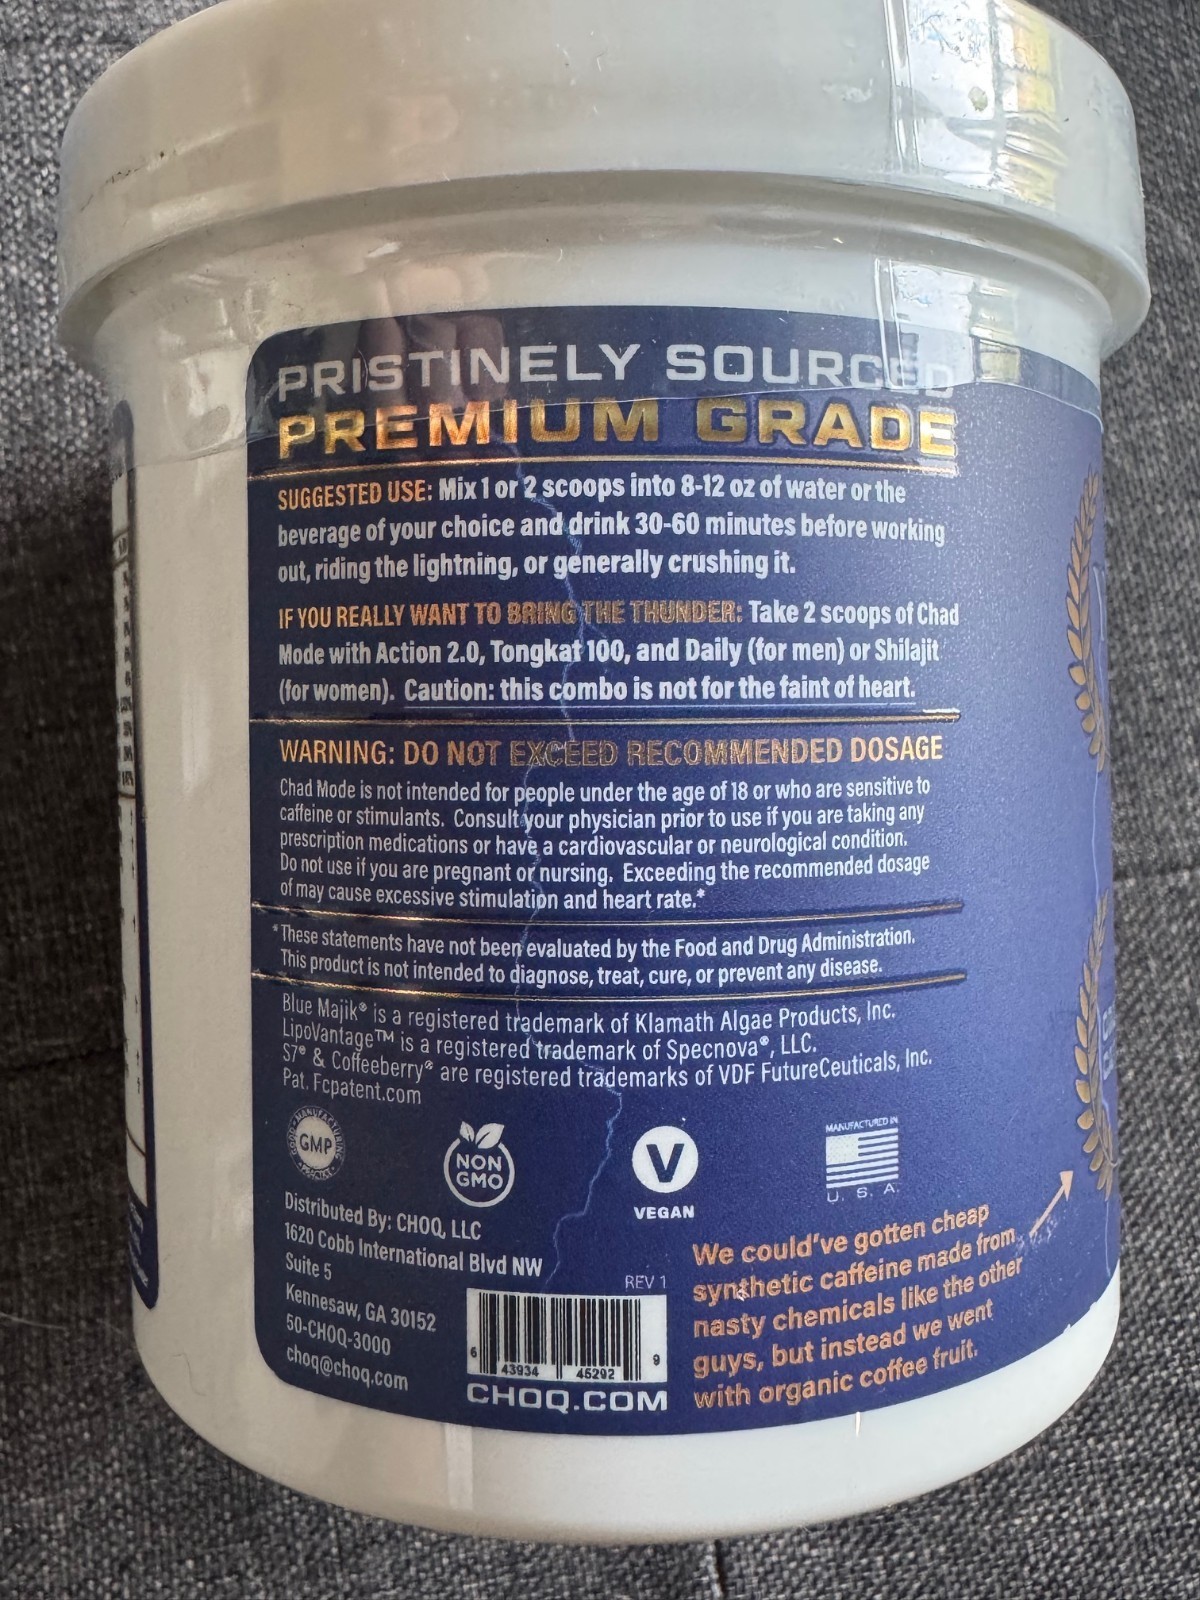 PRISTINELY SOURCED
PREMIUM GRADE
SUGGESTED USE: Mix 1 or 2 scoops into 8-12 oz of water or the
beverage of your choice and drink 30-60 minutes before working
out, riding the lightning, or generally crushing it.
IF YOU REALLY WANT TO BRING THE THUNDER: Take 2 scoops of Chad
Mode with Action 2.0, Tongkat 100, and Daily (for men) or Shilajit
(for women). Caution: this combo is not for the faint of heart.
WARNING: DO NOT EXCEED RECOMMENDED DOSAGE
Chad Mode is not intended for people under the age of 18 or who are sensitive to
caffeine or stimulants. Consult your physician prior to use if you are taking any
prescription medications or have a cardiovascular or neurological condition.
Do not use if you are pregnant or nursing. Exceeding the recommended dosage
of may cause excessive stimulation and heart rate.*
*These statements have not been evaluated by the Food and Drug Administration.
This product is not intended to diagnose, treat, cure, or prevent any disease.
Blue Majik® is a registered trademark of Klamath Algae Products, Inc.
LipoVantage™ is a registered trademark of Specnova®, LLC.
S7® & Coffeeberry® are registered trademarks of VDF FutureCeuticals, Inc.
Pat. Fcpatent.com
GOOD MANUFACTURING
GMP
PRACTICE
NON
GMO
V
VEGAN
MANUFACTURED IN
U. S. A.
Distributed By: CHOQ, LLC
1620 Cobb International Blvd NW
Suite 5
Kennesaw, GA 30152
50-CHOQ-3000
choq@choq.com
REV 1
6 43934 45292 9
CHOQ.COM
We could've gotten cheap
synthetic caffeine made from
nasty chemicals like the other
guys, but instead we went
with organic coffee fruit.